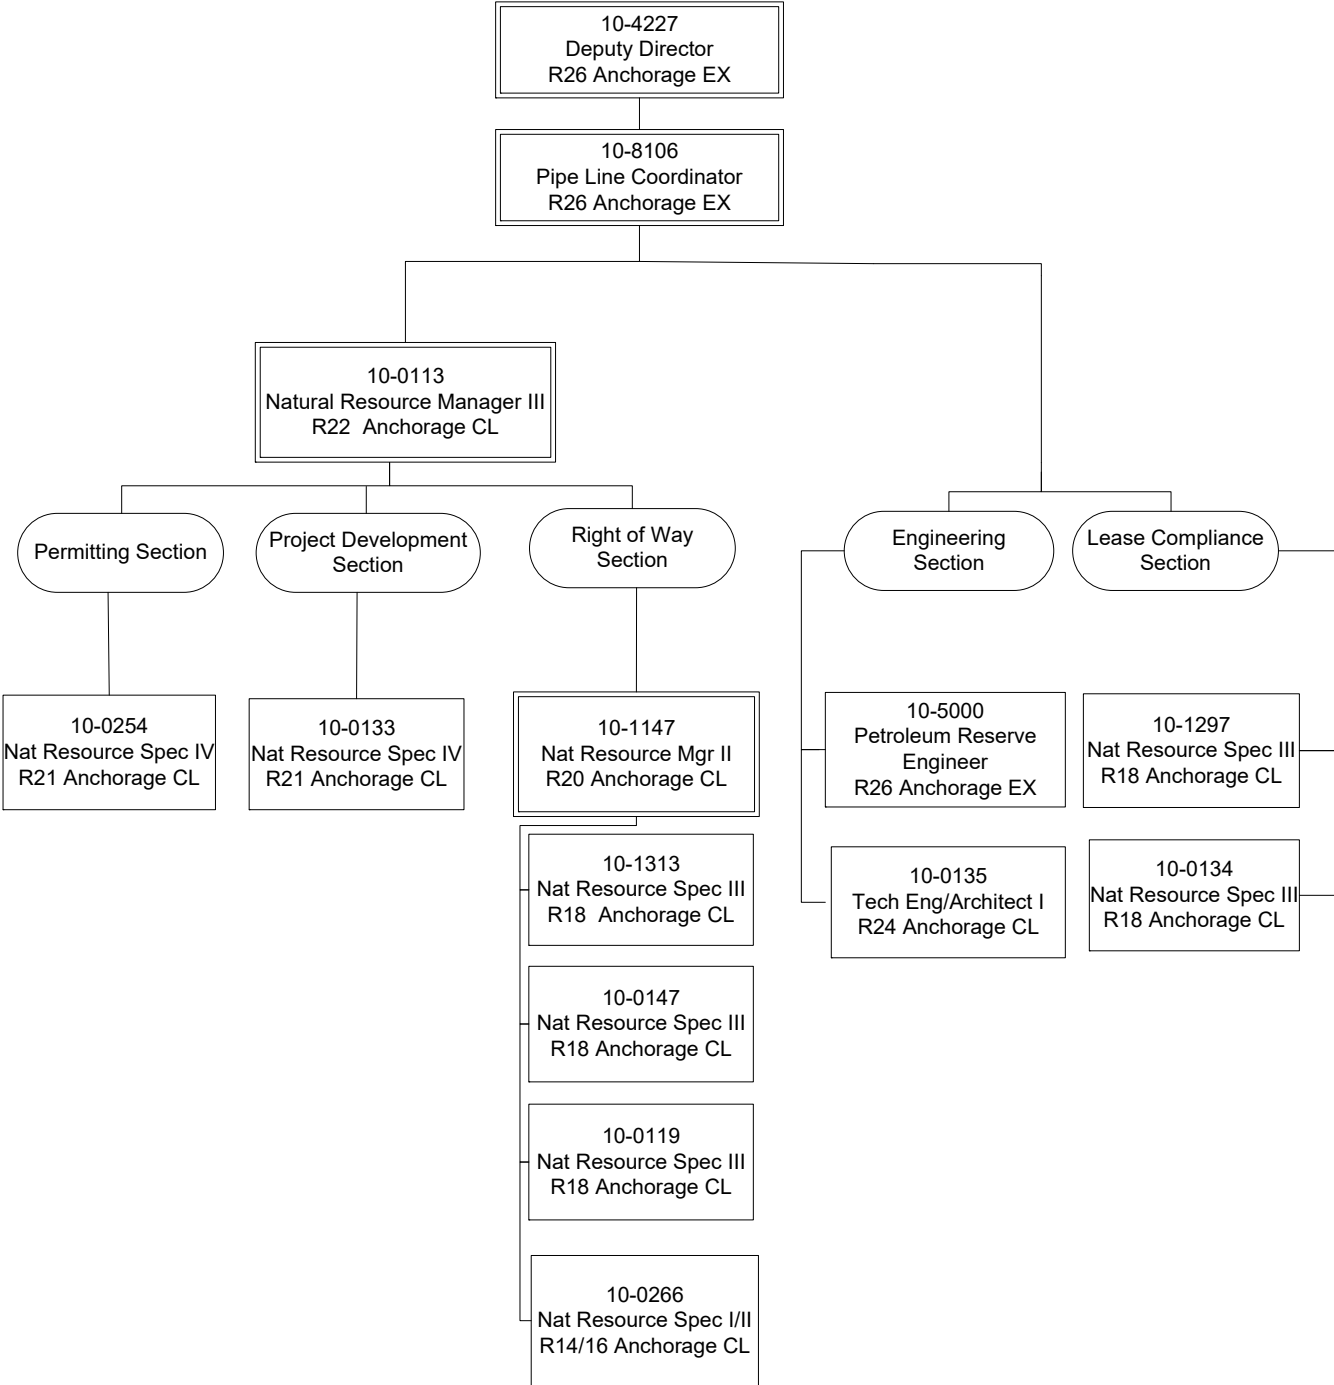 10-4227
Deputy Director
R26 Anchorage EX
10-8106
Pipe Line Coordinator
R26 Anchorage EX
10-0113
Natural Resource Manager III
R22  Anchorage CL
Permitting Section
Project Development
Section
Right of Way
Section
Engineering
Section
Lease Compliance
Section
10-0254
Nat Resource Spec IV
R21 Anchorage CL
10-0133
Nat Resource Spec IV
R21 Anchorage CL
10-1147
Nat Resource Mgr II
R20 Anchorage CL
10-5000
Petroleum Reserve
Engineer
R26 Anchorage EX
10-1297
Nat Resource Spec III
R18 Anchorage CL
10-1313
Nat Resource Spec III
R18  Anchorage CL
10-0135
Tech Eng/Architect I
R24 Anchorage CL
10-0134
Nat Resource Spec III
R18 Anchorage CL
10-0147
Nat Resource Spec III
R18 Anchorage CL
10-0119
Nat Resource Spec III
R18 Anchorage CL
10-0266
Nat Resource Spec I/II
R14/16 Anchorage CL